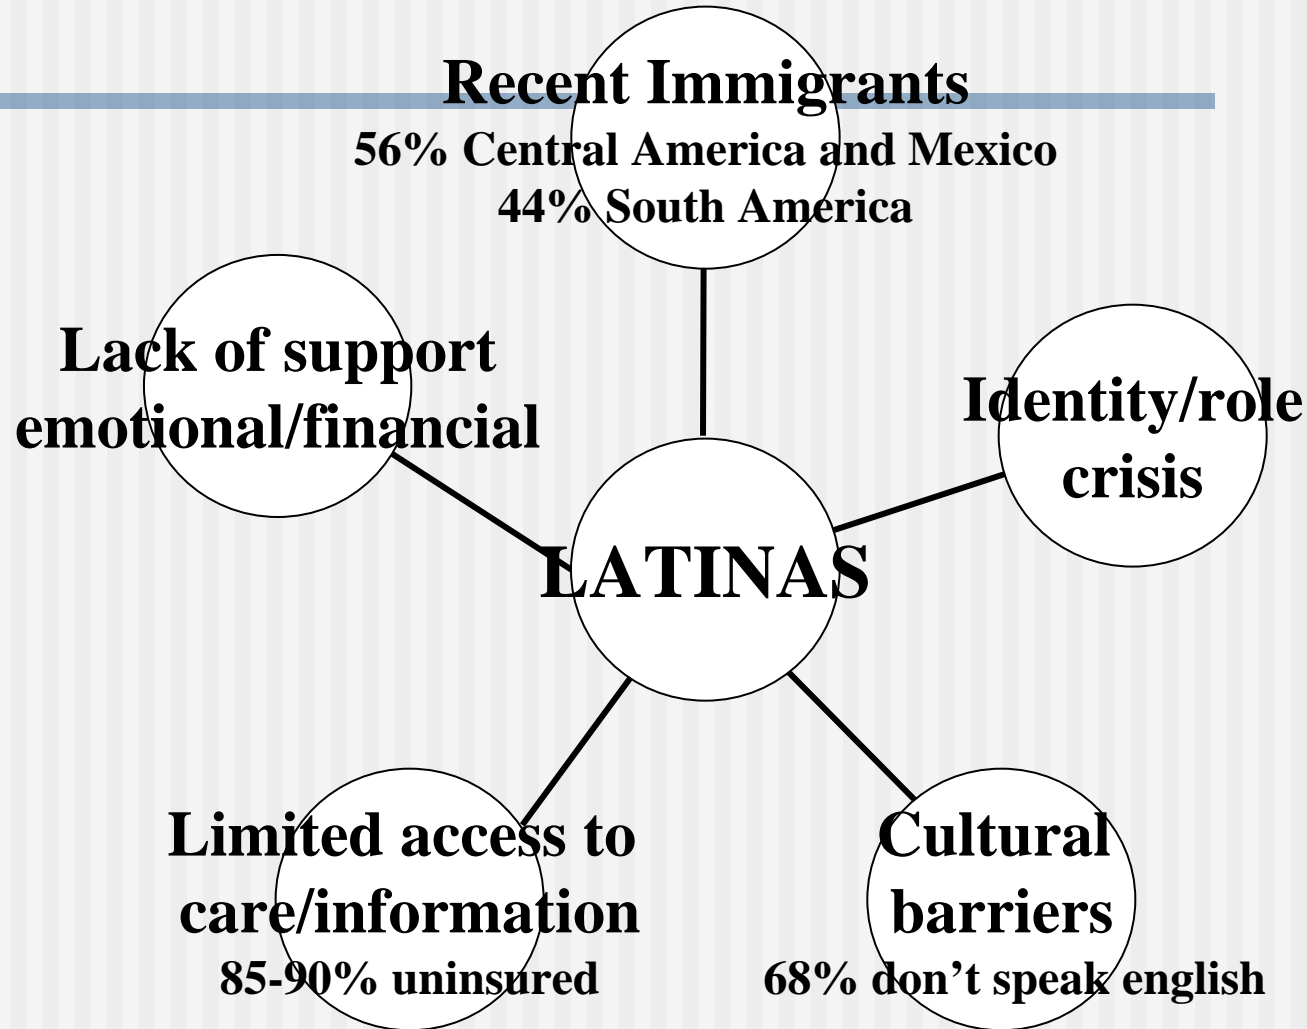 Recent Immigrants
56% Central America and Mexico
44% South America
Lack of support
emotional/financial
Identity/role
crisis
LATINAS
Limited access to
care/information
85-90% uninsured
Cultural
barriers
68% don’t speak english